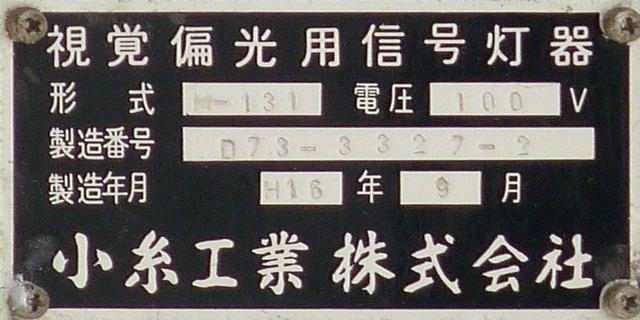 視覚偏光用信号灯器
形 式 M-131 電圧 100 V
製造番号 D73-3327-2
製造年月 H16 年 9 月
小糸工業株式会社